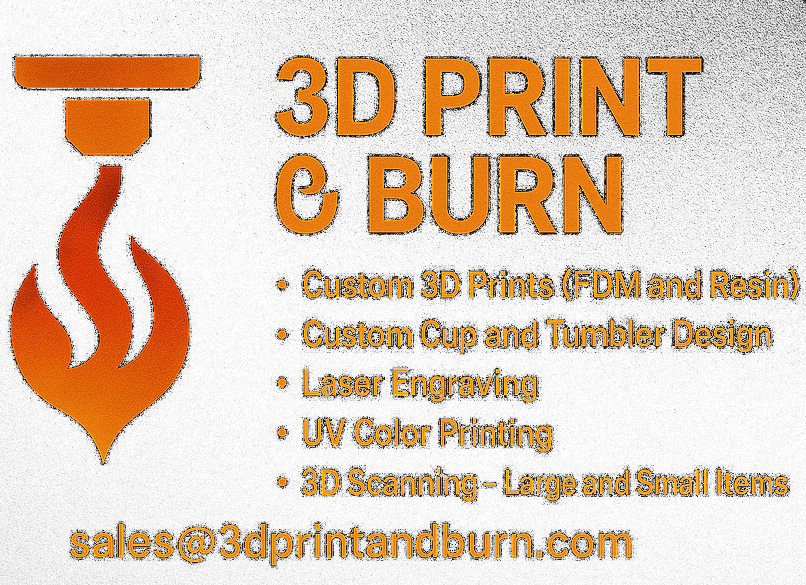 3D PRINT
& BURN
• Custom 3D Prints (FDM and Resin)
• Custom Cup and Tumbler Design
• Laser Engraving
• UV Color Printing
• 3D Scanning – Large and Small Items
sales@3dprintandburn.com